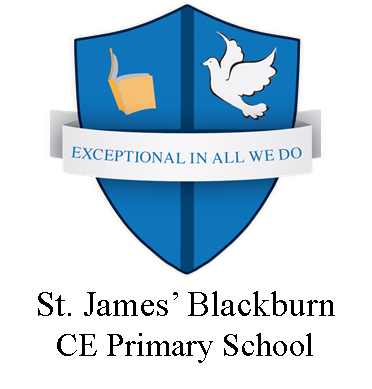 EXCEPTIONAL IN ALL WE DO
St. James’ Blackburn
CE Primary School